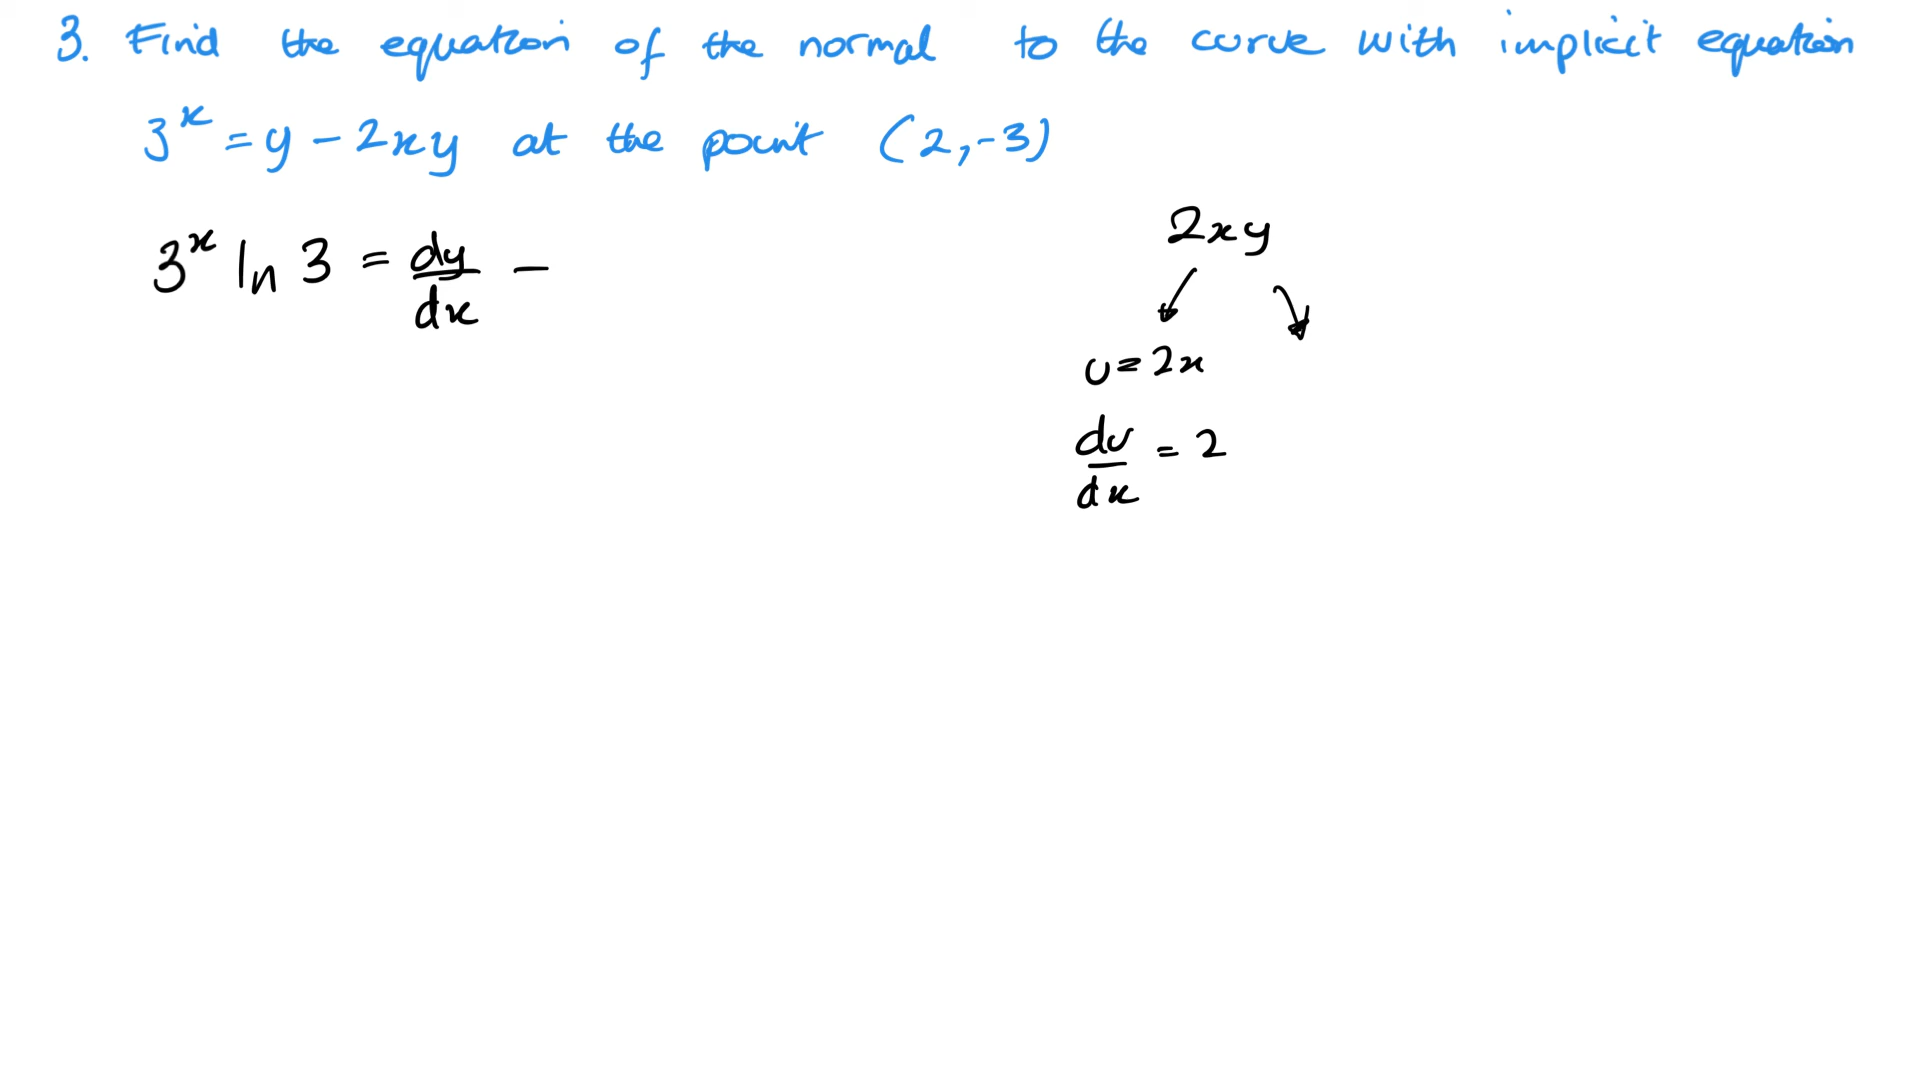 3. Find the equation of the normal to the curve with implicit equation
3^x = y - 2xy at the point (2, -3)
3^x ln 3 = dy/dx -
2xy
u = 2x
du/dx = 2